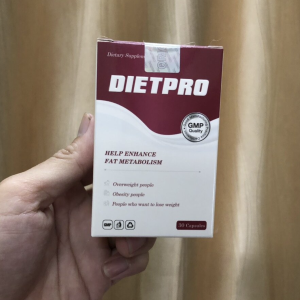 Dietary Supplement
DIETPRO
GMP
Quality
HELP ENHANCE
FAT METABOLISM
Overweight people
Obesity people
People who want to lose weight
GMP
30 Capsules